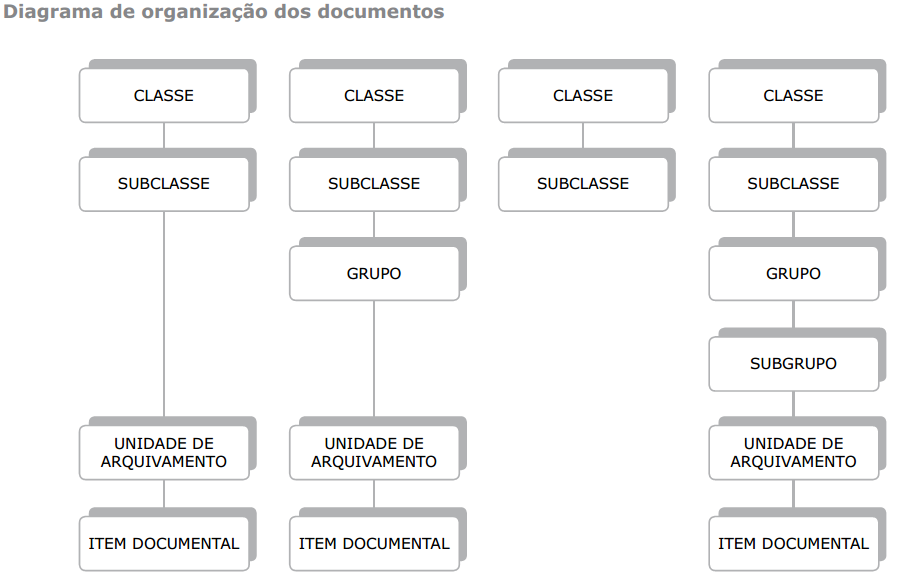 Diagrama de organização dos documentos
CLASSE
CLASSE
CLASSE
CLASSE
SUBCLASSE
SUBCLASSE
SUBCLASSE
SUBCLASSE
GRUPO
GRUPO
SUBGRUPO
UNIDADE DE
ARQUIVAMENTO
UNIDADE DE
ARQUIVAMENTO
UNIDADE DE
ARQUIVAMENTO
ITEM DOCUMENTAL
ITEM DOCUMENTAL
ITEM DOCUMENTAL